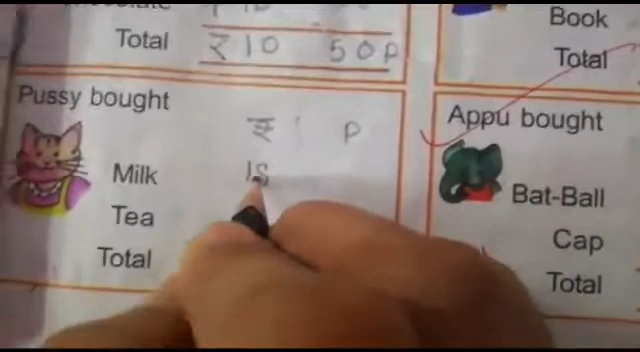 Total ₹10 50p
Book
Total
Pussy bought
₹ P
Milk 15
Tea
Total
Appu bought
Bat-Ball
Cap
Total